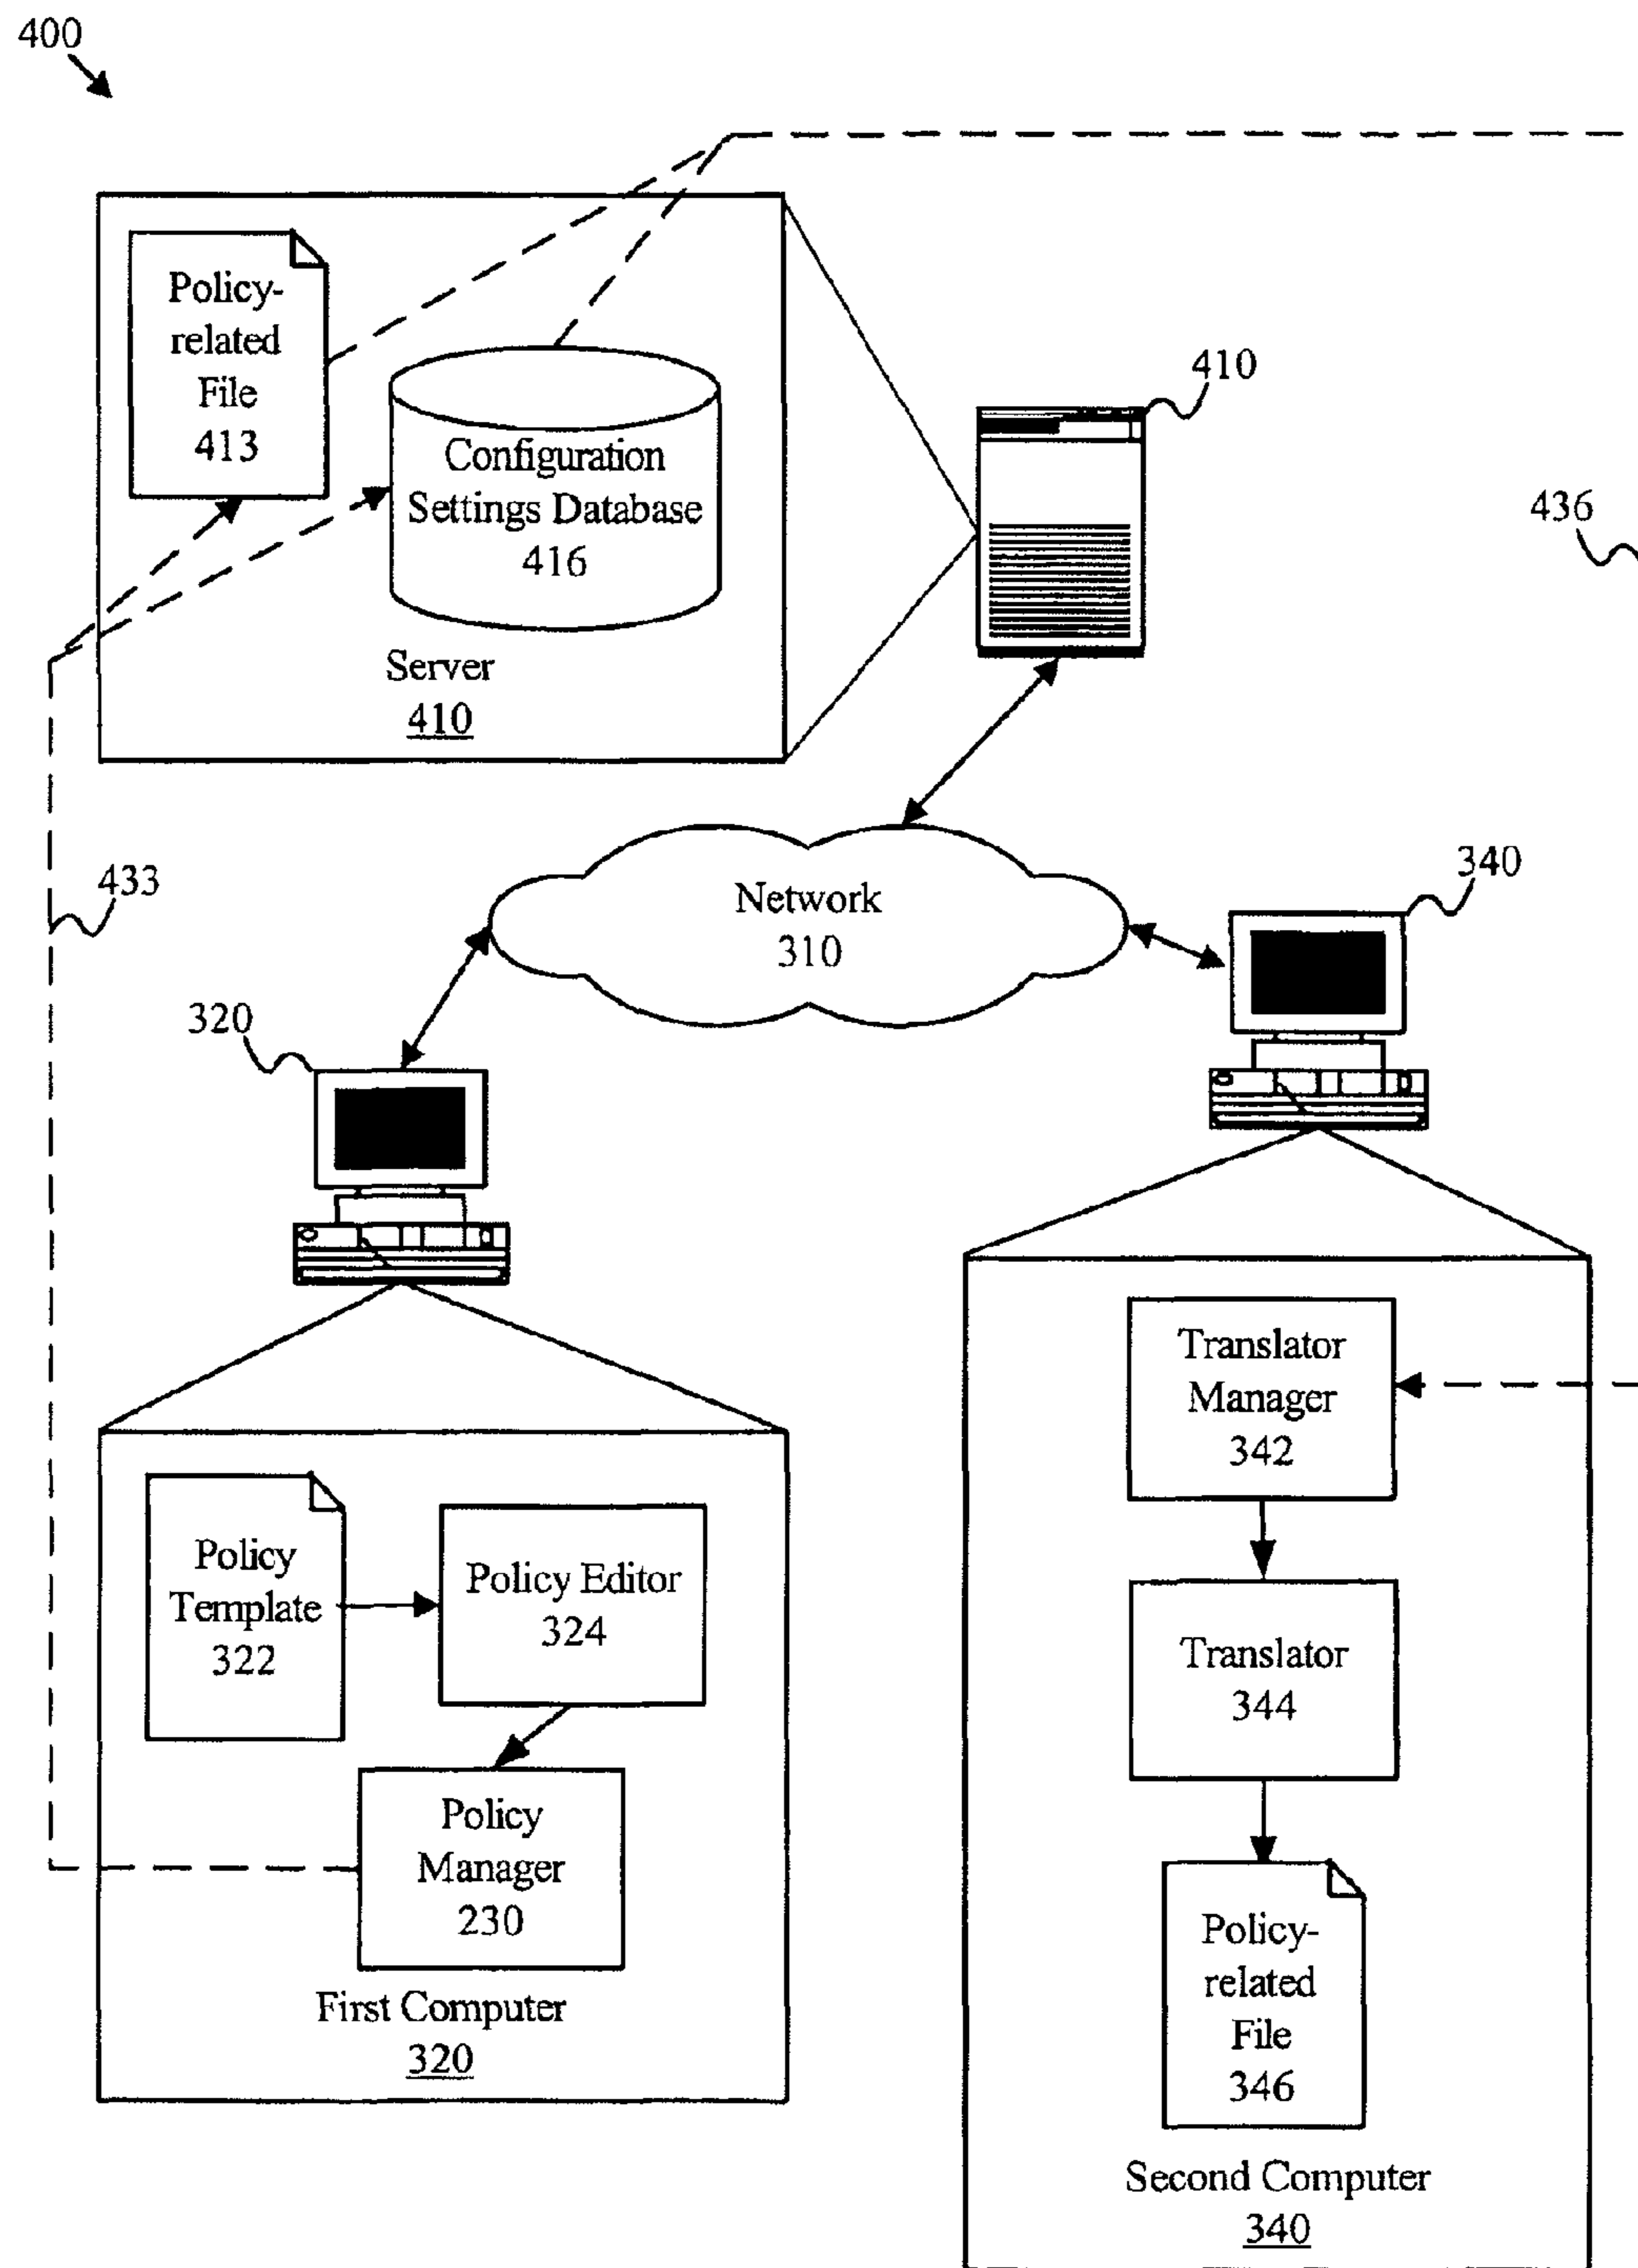 400
Policy-
related
File
413
Configuration
Settings Database
416
Server
410
410
436
433
Network
310
340
320
Policy
Template
322
Policy Editor
324
Policy
Manager
230
First Computer
320
Translator
Manager
342
Translator
344
Policy-
related
File
346
Second Computer
340